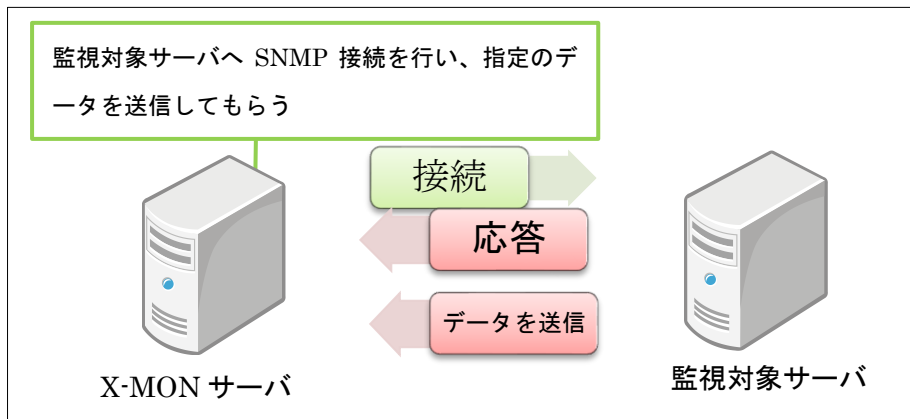 監視対象サーバへ SNMP 接続を行い、指定のデ
ータを送信してもらう
接続
応答
データを送信
X-MON サーバ
監視対象サーバ